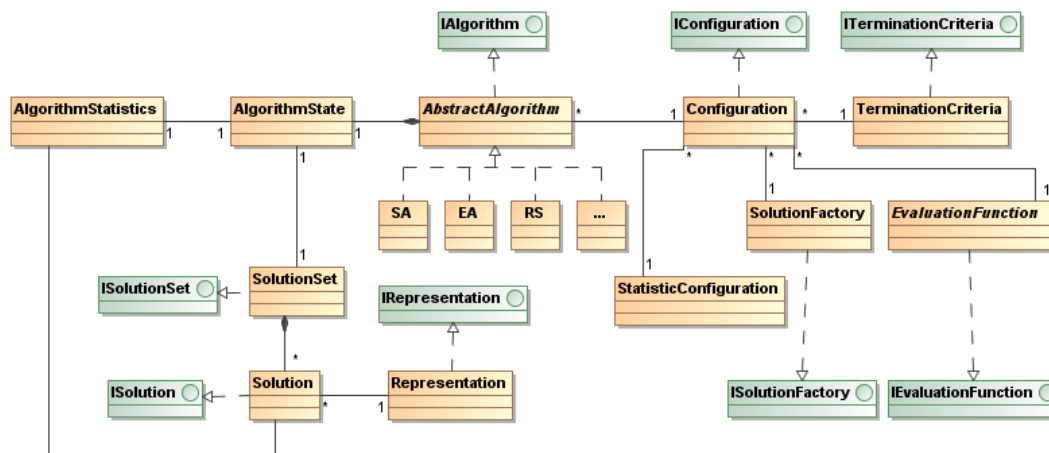 IAlgorithm
IConfiguration
ITerminationCriteria
AlgorithmStatistics
AlgorithmState
AbstractAlgorithm
Configuration
TerminationCriteria
1
1
1
*
1
*
1
1
*
*
*
SA
EA
RS
...
1
SolutionFactory
1
EvaluationFunction
1
ISolutionSet
SolutionSet
IRepresentation
1
StatisticConfiguration
*
ISolution
Solution
Representation
*
1
ISolutionFactory
IEvaluationFunction